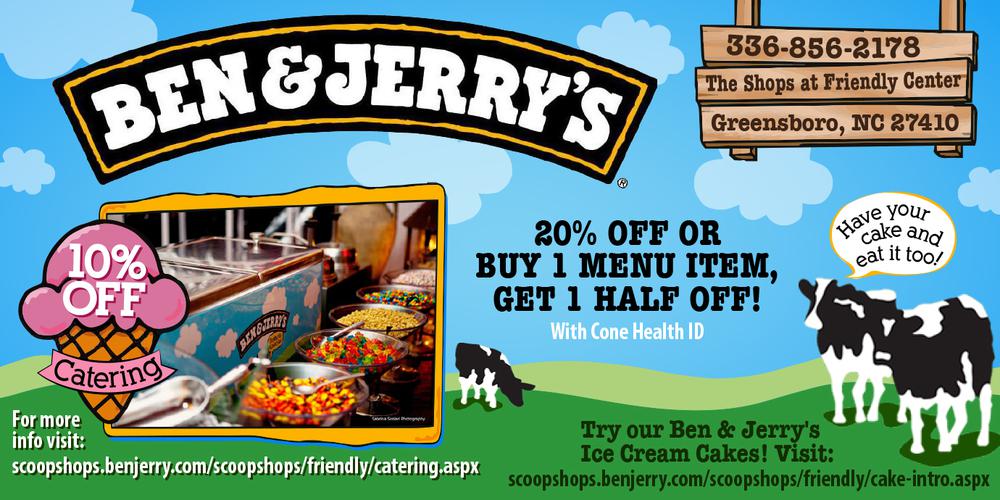 BEN & JERRY'S
®
336-856-2178
The Shops at Friendly Center
Greensboro, NC 27410
10%
OFF
Catering
BEN & JERRY'S
20% OFF OR
BUY 1 MENU ITEM,
GET 1 HALF OFF!
With Cone Health ID
Have your
cake and
eat it too!
For more
info visit:
scoopshops.benjerry.com/scoopshops/friendly/catering.aspx
Try our Ben & Jerry's
Ice Cream Cakes! Visit:
scoopshops.benjerry.com/scoopshops/friendly/cake-intro.aspx